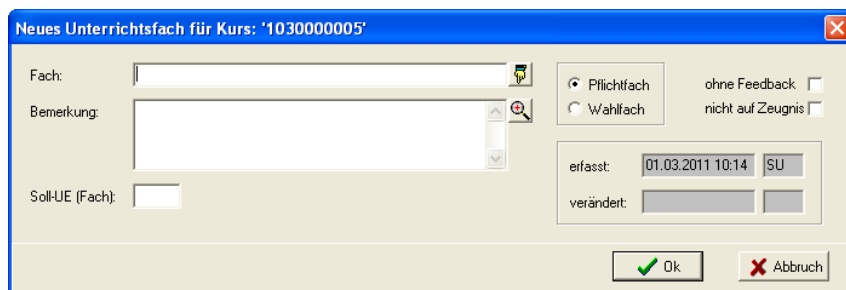 Neues Unterrichtsfach für Kurs: '1030000005'
Fach:
Bemerkung:
Soll-UE (Fach):
Pflichtfach
Wahlfach
ohne Feedback
nicht auf Zeugnis
erfasst: 01.03.2011 10:14 SU
verändert:
Ok
Abbruch